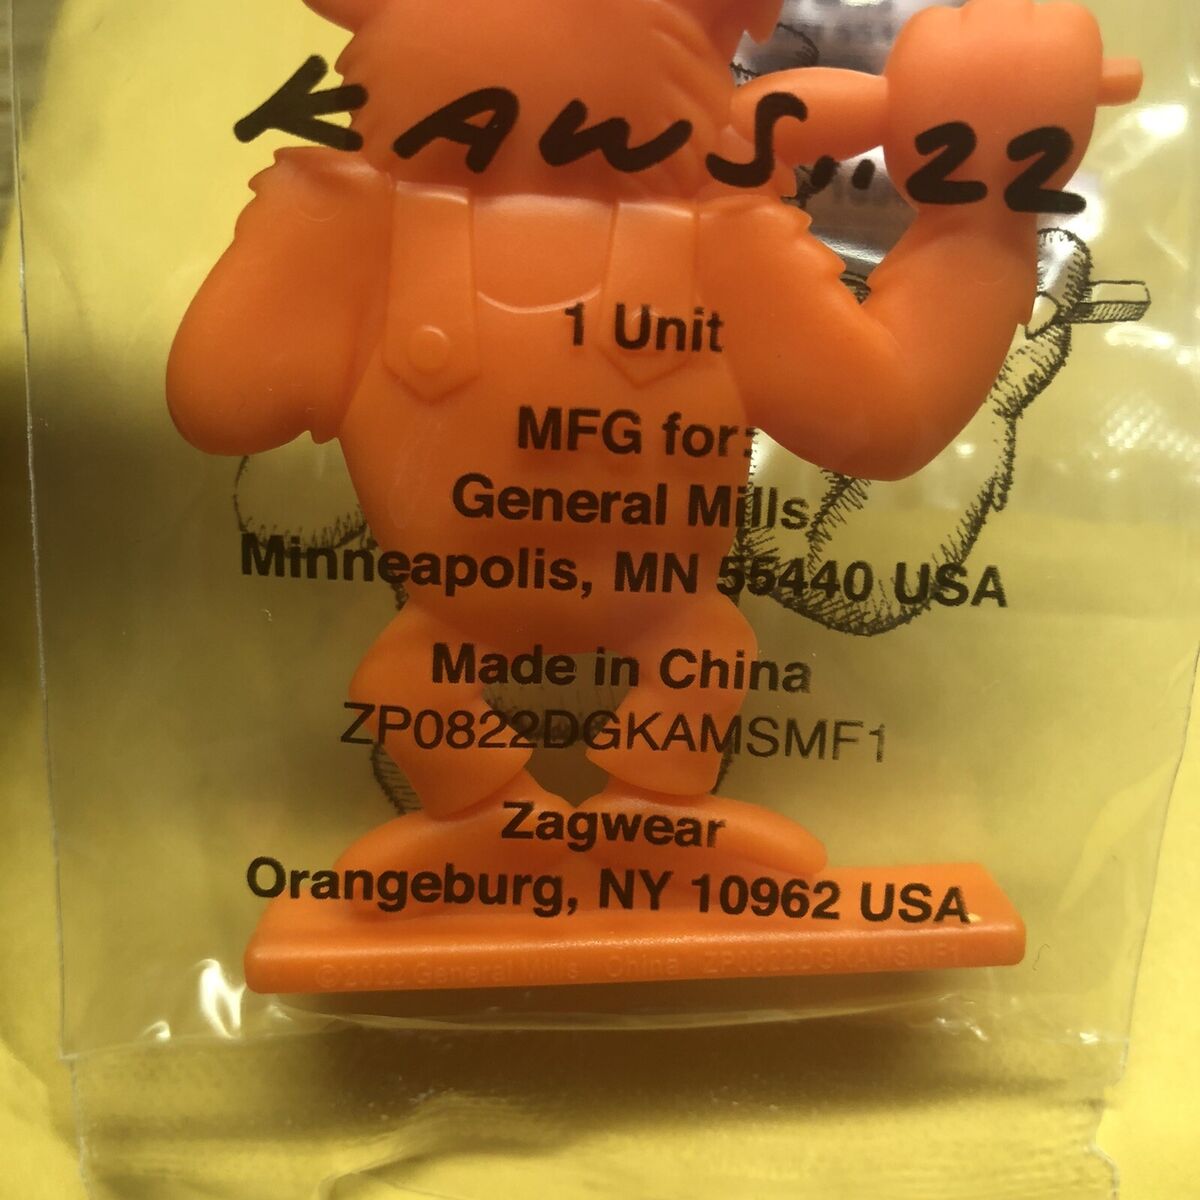 KAWS..22
1 Unit
MFG for:
General Mills
Minneapolis, MN 55440 USA
Made in China
ZP0822DGKAMSMF1
Zagwear
Orangeburg, NY 10962 USA
©2022 General Mills China ZP0822DGKAMSMF1